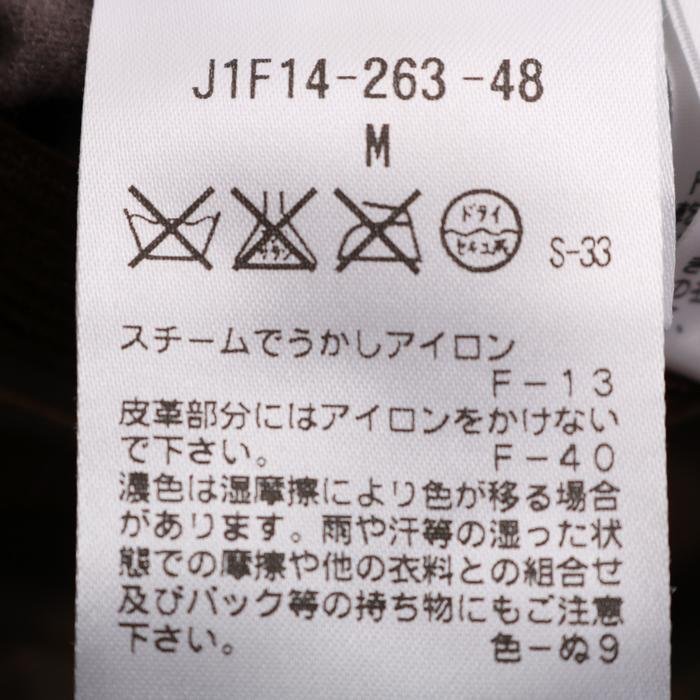 J1F14-263-48
M
ドライ
セキユ系
S-33
スチームでうかしアイロン
F-13
皮革部分にはアイロンをかけない
で下さい。 F-40
濃色は湿摩擦により色が移る場合
があります。雨や汗等の湿った状
態での摩擦や他の衣料との組合せ
及びバック等の持ち物にもご注意
下さい。 色ーぬ9